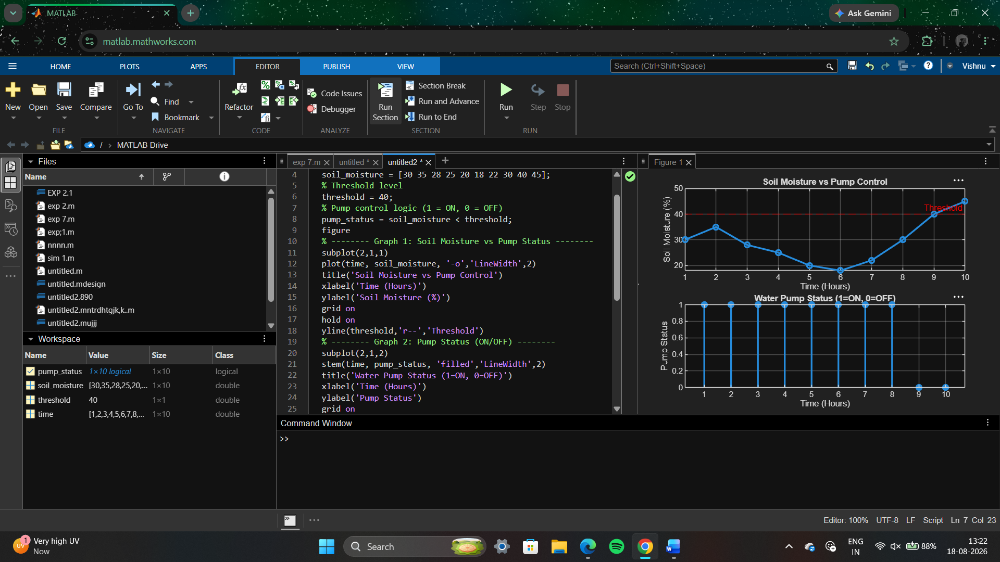 MATLAB
Ask Gemini
matlab.mathworks.com
HOME
PLOTS
APPS
EDITOR
PUBLISH
VIEW
Search (Ctrl+Shift+Space)
Vishnu
New
Open
Save
Compare
FILE
Go To
Find
Bookmark
NAVIGATE
Refactor
CODE
Code Issues
Debugger
ANALYZE
Run Section
Section Break
Run and Advance
Run to End
SECTION
Run
Step
Stop
RUN
/ › MATLAB Drive
Files
Name
EXP 2.1
exp 2.m
exp 7.m
exp;1.m
nnnn.m
sim 1.m
untitled.m
untitled.mdesign
untitled2.890
untitled2.mntrdhtgjk,k..m
untitled2.mujjj
Workspace
Name Value Size Class
pump_status 1×10 logical 1×10 logical
soil_moisture [30,35,28,25,20,... 1×10 double
threshold 40 1×1 double
time [1,2,3,4,5,6,7,8,... 1×10 double
exp 7.m
untitled *
untitled2 *
4 soil_moisture = [30 35 28 25 20 18 22 30 40 45];
5 % Threshold level
6 threshold = 40;
7 % Pump control logic (1 = ON, 0 = OFF)
8 pump_status = soil_moisture < threshold;
9 figure
10 % -------- Graph 1: Soil Moisture vs Pump Status --------
11 subplot(2,1,1)
12 plot(time, soil_moisture, '-o','LineWidth',2)
13 title('Soil Moisture vs Pump Control')
14 xlabel('Time (Hours)')
15 ylabel('Soil Moisture (%)')
16 grid on
17 hold on
18 yline(threshold,'r--','Threshold')
19 % -------- Graph 2: Pump Status (ON/OFF) --------
20 subplot(2,1,2)
21 stem(time, pump_status, 'filled','LineWidth',2)
22 title('Water Pump Status (1=ON, 0=OFF)')
23 xlabel('Time (Hours)')
24 ylabel('Pump Status')
25 grid on
Figure 1
Soil Moisture vs Pump Control
Soil Moisture (%)
50
40
30
20
Threshold
1 2 3 4 5 6 7 8 9 10
Time (Hours)
Water Pump Status (1=ON, 0=OFF)
Pump Status
1
0.8
0.6
0.4
0.2
0
1 2 3 4 5 6 7 8 9 10
Time (Hours)
Command Window
>>
Editor: 100% UTF-8 LF Script Ln 7 Col 23
UV 1
Very high UV
Now
Search
ENG
IN
88%
13:22
18-08-2026